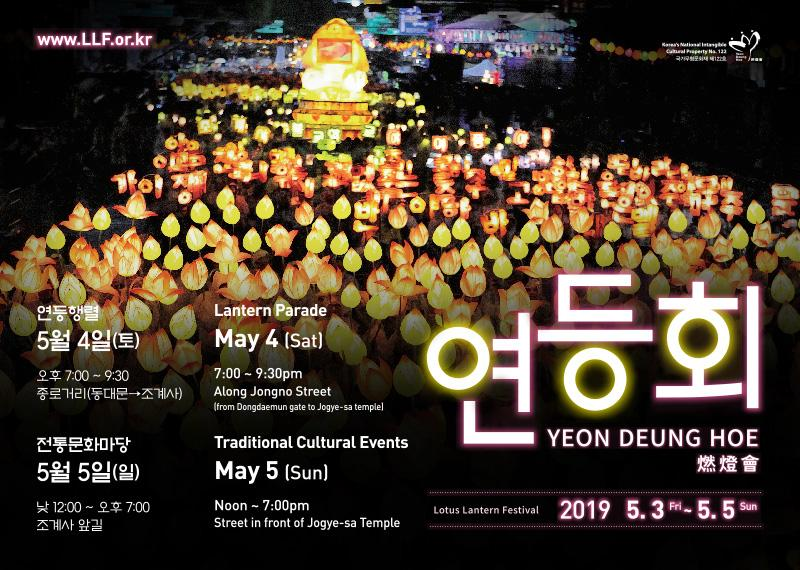 www.LLF.or.kr
Korea's National Intangible
Cultural Property No. 122
국가무형문화재 제122호
연등행렬
5월 4일(토)
오후 7:00 ~ 9:30
종로거리(동대문→조계사)
Lantern Parade
May 4 (Sat)
7:00 ~ 9:30pm
Along Jongno Street
(from Dongdaemun gate to Jogye-sa temple)
전통문화마당
5월 5일(일)
낮 12:00 ~ 오후 7:00
조계사 앞길
Traditional Cultural Events
May 5 (Sun)
Noon ~ 7:00pm
Street in front of Jogye-sa Temple
연등회
YEON DEUNG HOE
燃燈會
Lotus Lantern Festival 2019 5. 3 Fri ~ 5. 5 Sun